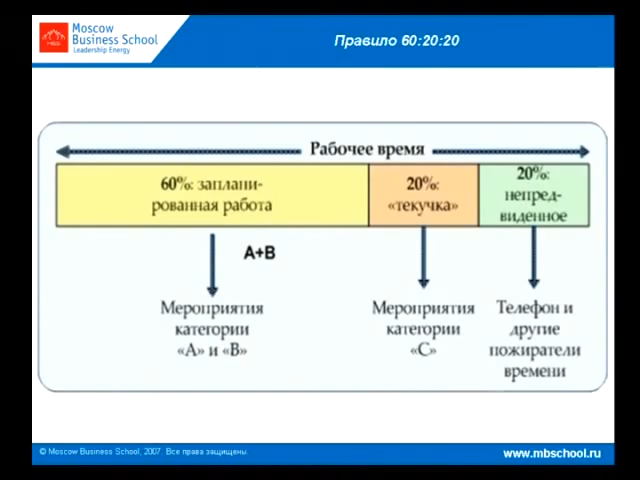 Moscow
Business School
Leadership Energy
Правило 60:20:20
Рабочее время
60%: заплани-
рованная работа
20%:
«текучка»
20%:
непред-
виденное
A+B
Мероприятия
категории
«А» и «В»
Мероприятия
категории
«С»
Телефон и
другие
пожиратели
времени
© Moscow Business School, 2007. Все права защищены.
www.mbschool.ru